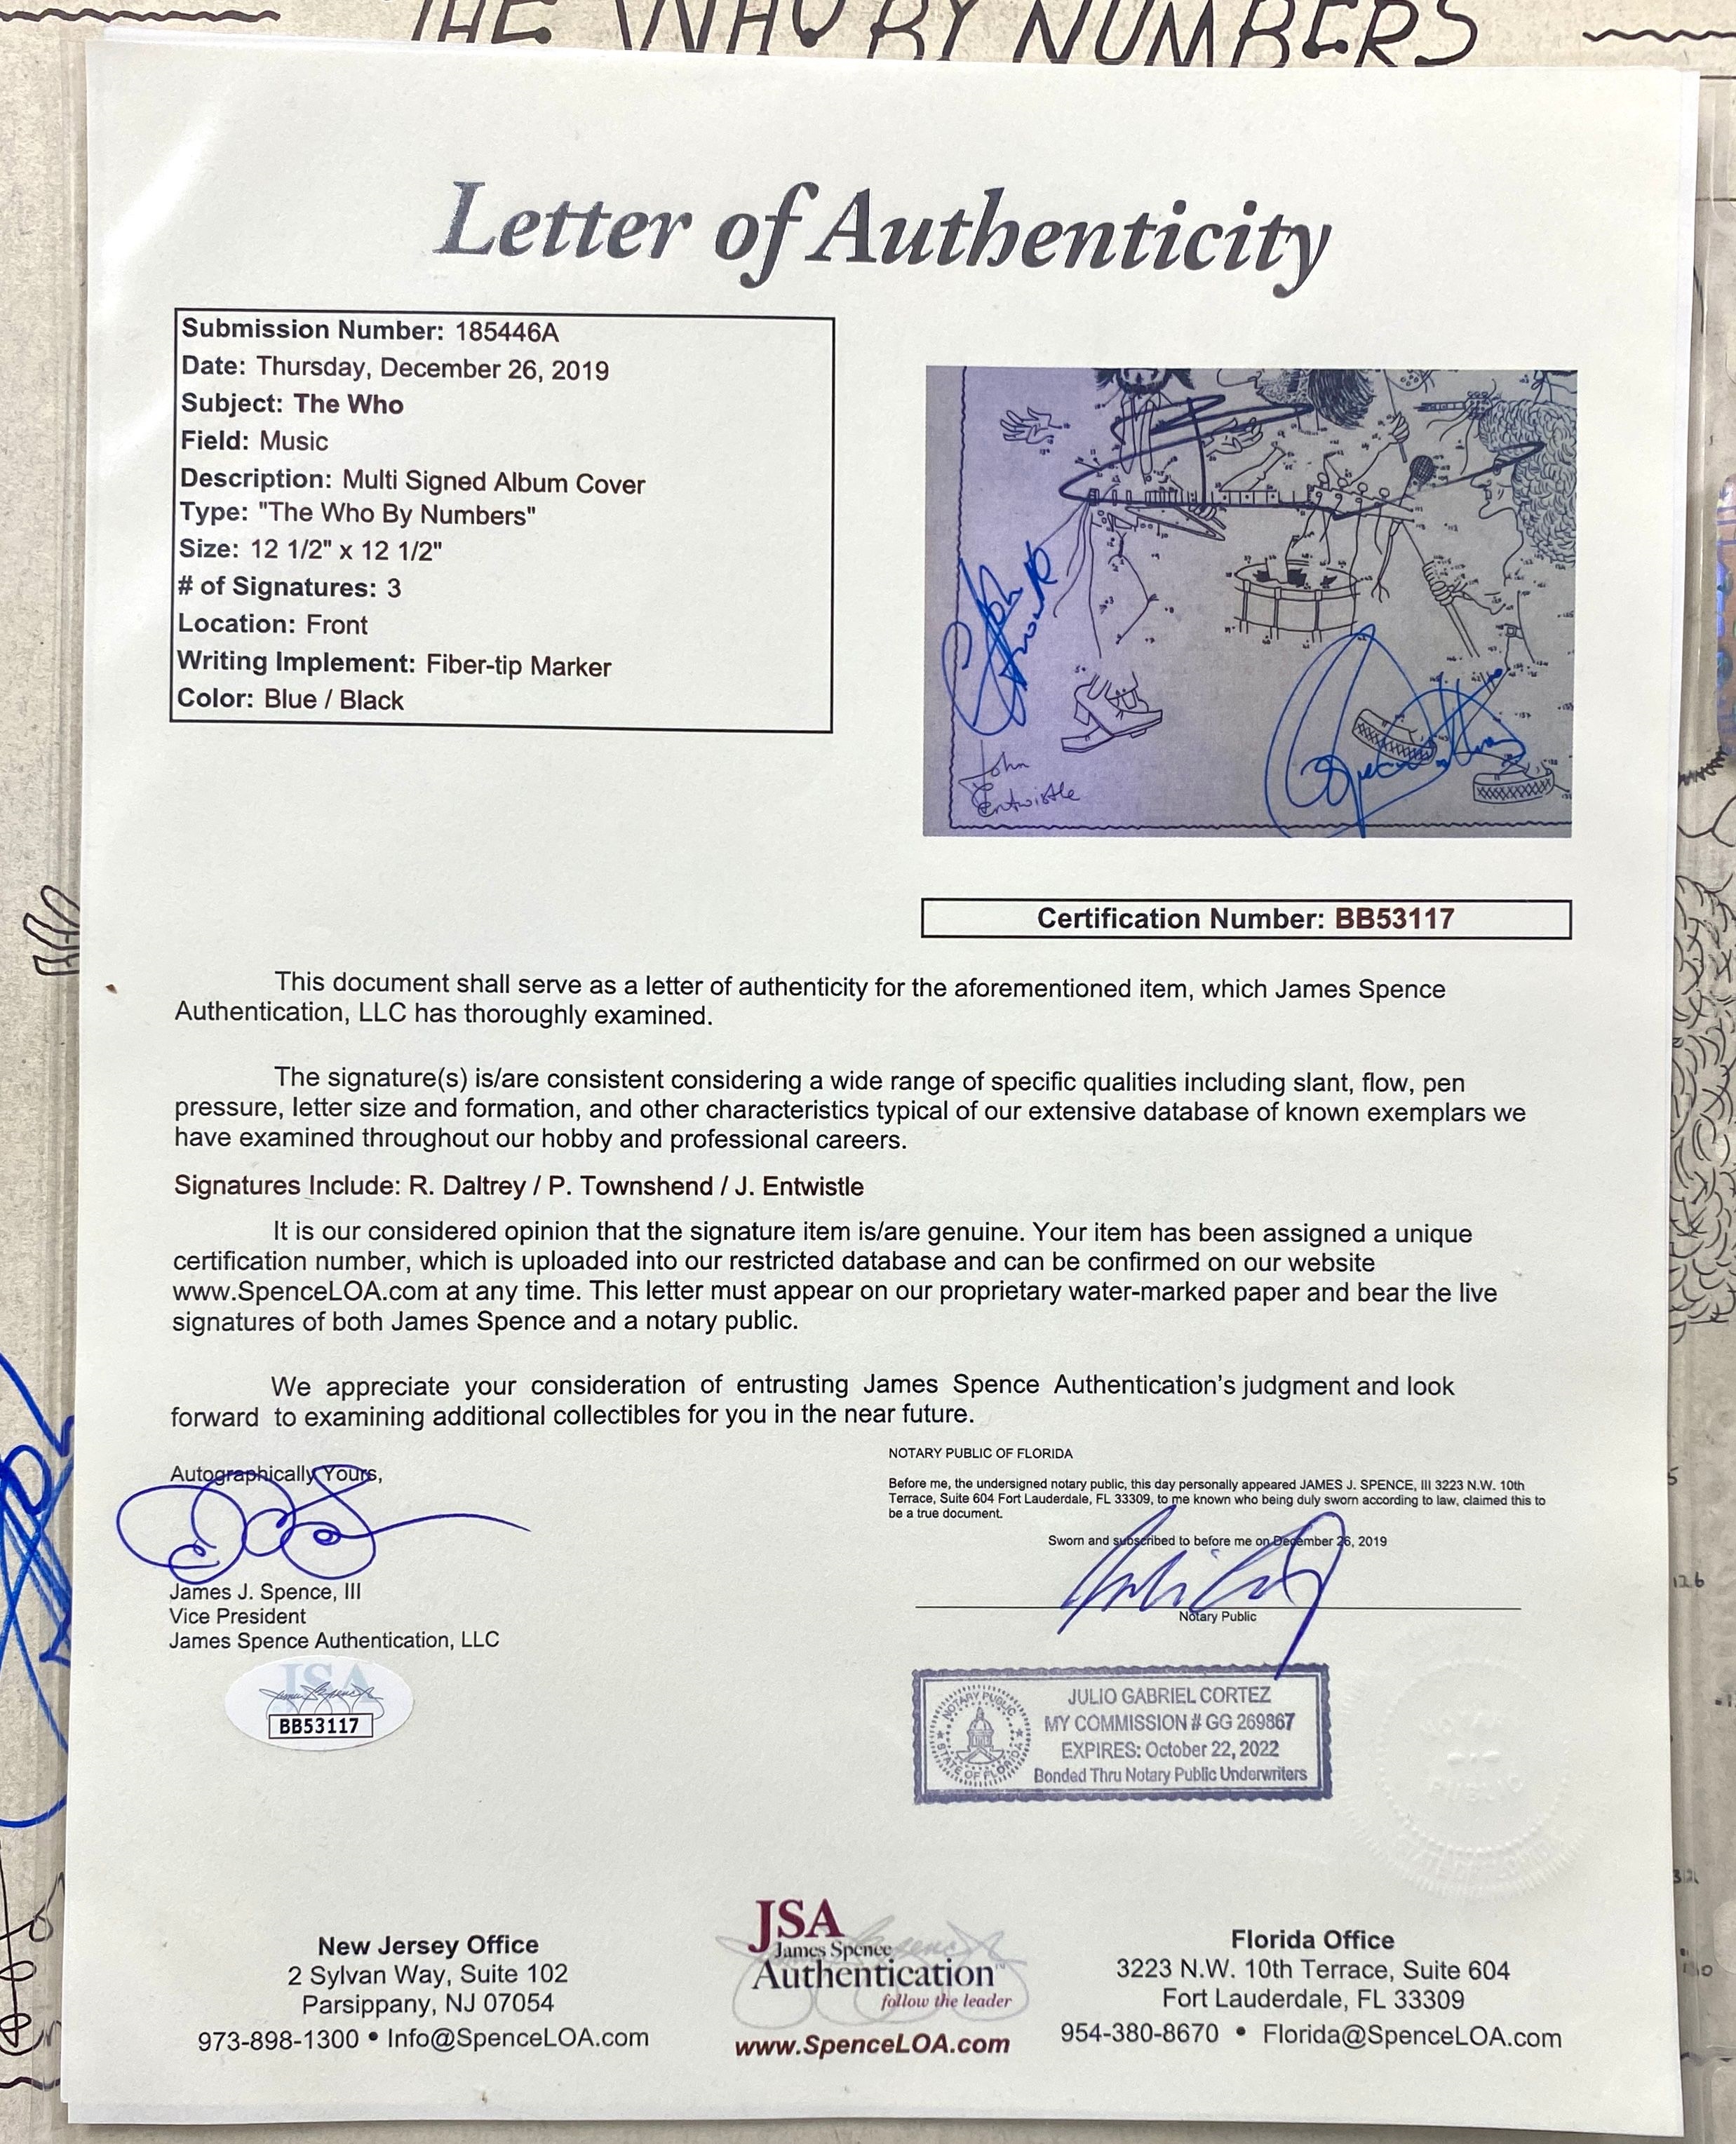 THE WHO BY NUMBERS
Letter of Authenticity
Submission Number: 185446A
Date: Thursday, December 26, 2019
Subject: The Who
Field: Music
Description: Multi Signed Album Cover
Type: "The Who By Numbers"
Size: 12 1/2" x 12 1/2"
# of Signatures: 3
Location: Front
Writing Implement: Fiber-tip Marker
Color: Blue / Black
John
Entwistle
Certification Number: BB53117
This document shall serve as a letter of authenticity for the aforementioned item, which James Spence
Authentication, LLC has thoroughly examined.
The signature(s) is/are consistent considering a wide range of specific qualities including slant, flow, pen
pressure, letter size and formation, and other characteristics typical of our extensive database of known exemplars we
have examined throughout our hobby and professional careers.
Signatures Include: R. Daltrey / P. Townshend / J. Entwistle
It is our considered opinion that the signature item is/are genuine. Your item has been assigned a unique
certification number, which is uploaded into our restricted database and can be confirmed on our website
www.SpenceLOA.com at any time. This letter must appear on our proprietary water-marked paper and bear the live
signatures of both James Spence and a notary public.
We appreciate your consideration of entrusting James Spence Authentication's judgment and look
forward to examining additional collectibles for you in the near future.
Autographically Yours,
James J. Spence, III
Vice President
James Spence Authentication, LLC
JSA
BB53117
NOTARY PUBLIC OF FLORIDA
Before me, the undersigned notary public, this day personally appeared JAMES J. SPENCE, III 3223 N.W. 10th
Terrace, Suite 604 Fort Lauderdale, FL 33309, to me known who being duly sworn according to law, claimed this to
be a true document.
Sworn and subscribed to before me on December 26, 2019
Notary Public
NOTARY PUBLIC
STATE OF FLORIDA
JULIO GABRIEL CORTEZ
MY COMMISSION # GG 269867
EXPIRES: October 22, 2022
Bonded Thru Notary Public Underwriters
New Jersey Office
2 Sylvan Way, Suite 102
Parsippany, NJ 07054
973-898-1300 • Info@SpenceLOA.com
JSA
James Spence
Authentication™
follow the leader
www.SpenceLOA.com
Florida Office
3223 N.W. 10th Terrace, Suite 604
Fort Lauderdale, FL 33309
954-380-8670 • Florida@SpenceLOA.com
126